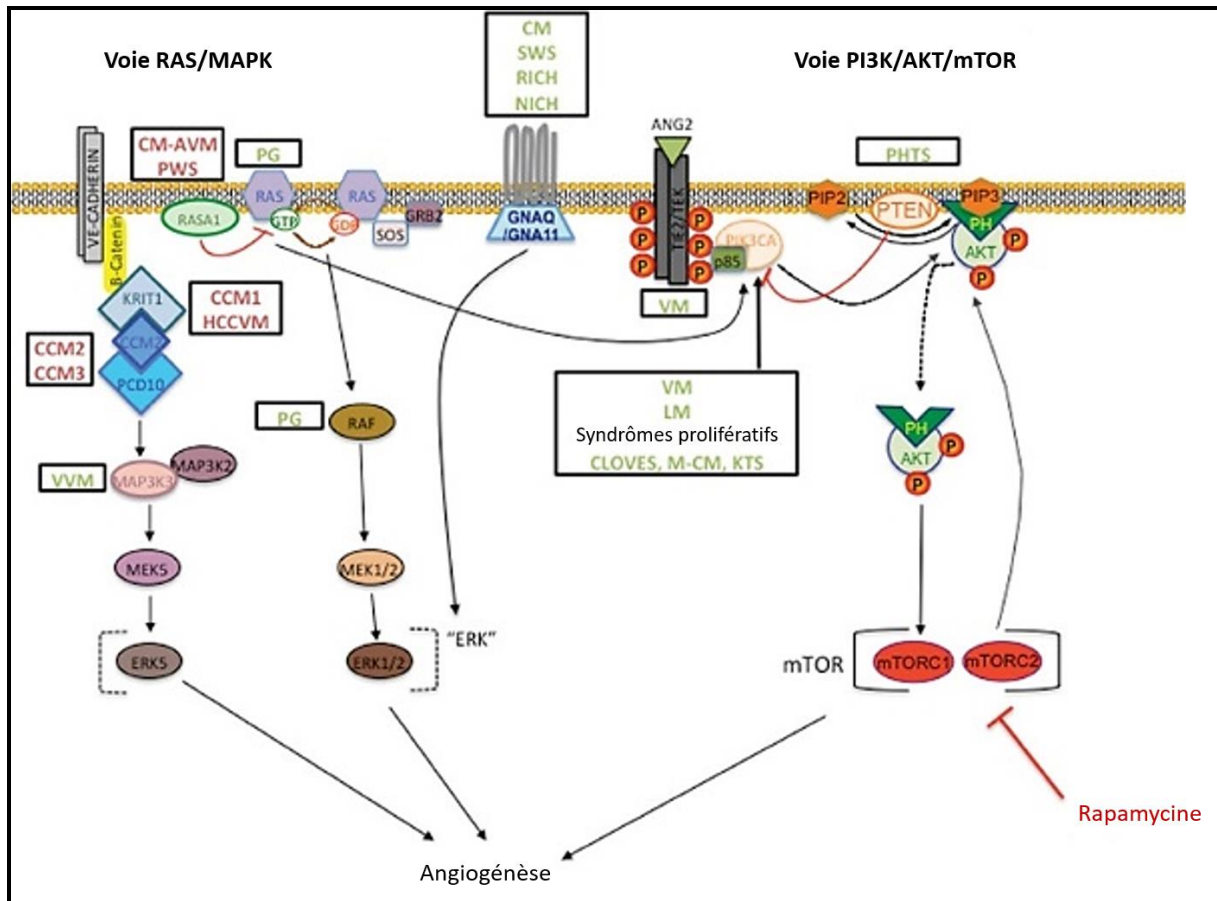 Voie RAS/MAPK
CM
SWS
RICH
NICH
Voie PI3K/AKT/mTOR
VE-CADHERIN
CM-AVM
PWS
PG
ANG2
PHTS
RASA1
RAS
GTP
GDP
RAS
SOS
GRB2
GNAQ
/GNA11
P
P
P
TIE2/TEK
P
P
P
p85
PIK3CA
PIP2
PTEN
PIP3
PH
AKT
P
P
β-Catenin
KRIT1
CCM1
HCCVM
VM
CCM2
CCM3
CCM2
PCD10
PG
RAF
VM
LM
Syndrômes prolifératifs
CLOVES, M-CM, KTS
PH
AKT
P
P
VVM
MAP3K3
MAP3K2
MEK5
MEK1/2
ERK5
ERK1/2
"ERK"
mTOR
mTORC1
mTORC2
Rapamycine
Angiogénèse